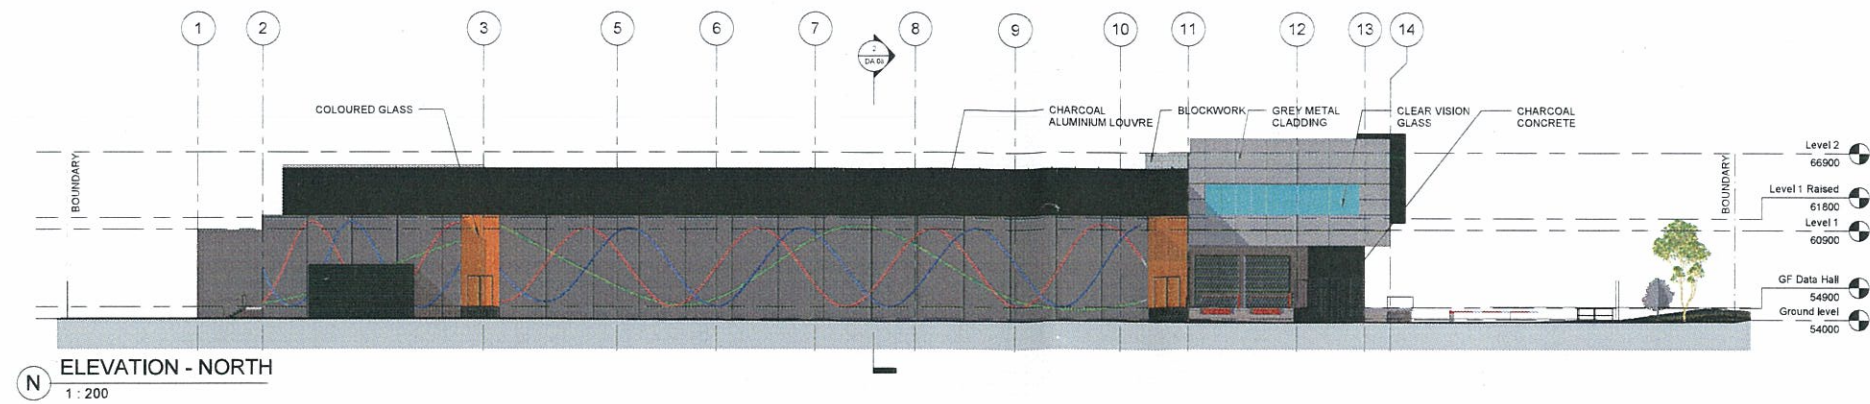 1
2
3
5
6
7
2
DA 06
8
9
10
11
12
13
14
COLOURED GLASS
CHARCOAL
ALUMINIUM LOUVRE
BLOCKWORK
GREY METAL
CLADDING
CLEAR VISION
GLASS
CHARCOAL
CONCRETE
BOUNDARY
BOUNDARY
Level 2
66900
Level 1 Raised
61800
Level 1
60900
GF Data Hall
54900
Ground level
54000
N
ELEVATION - NORTH
1 : 200